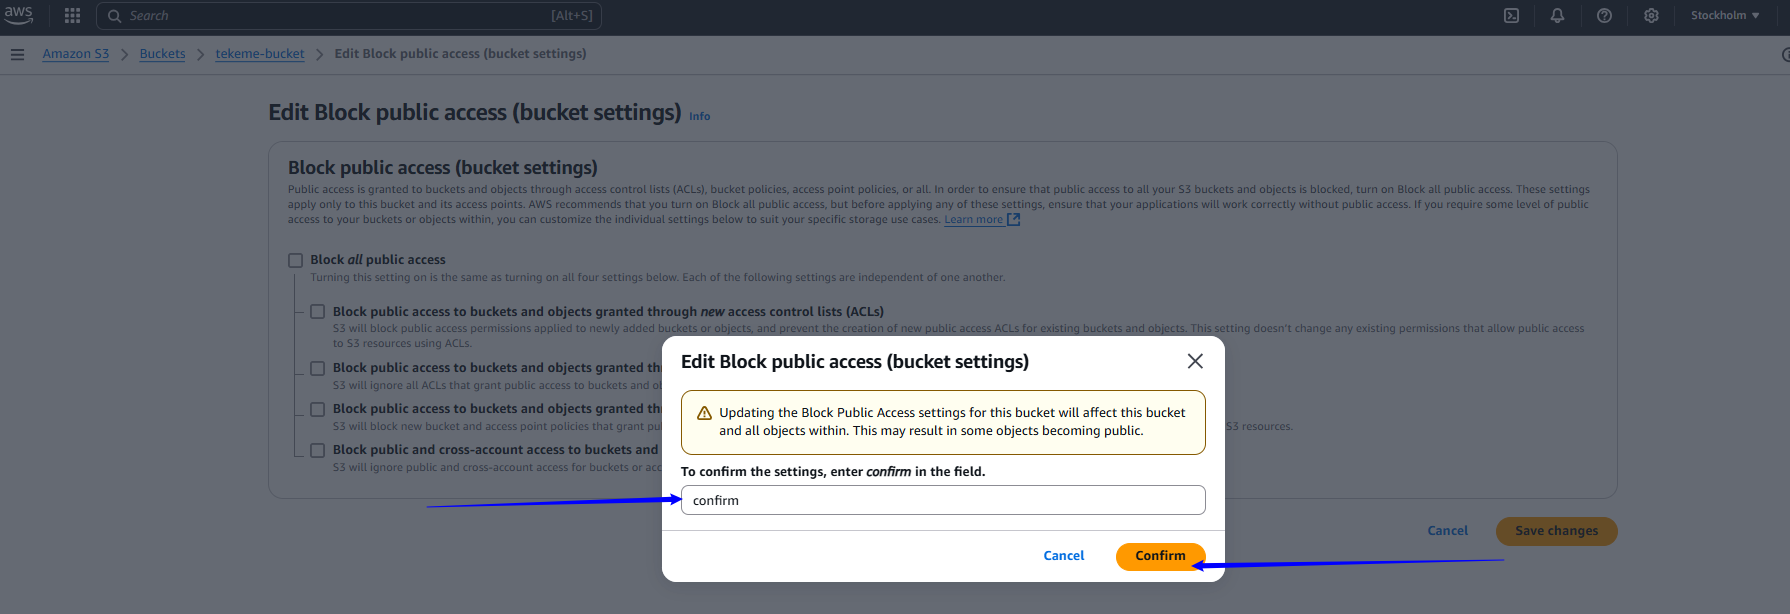 aws
Search [Alt+S]
Stockholm
Amazon S3 Buckets tekeme-bucket Edit Block public access (bucket settings)
Edit Block public access (bucket settings) Info
Block public access (bucket settings)
Public access is granted to buckets and objects through access control lists (ACLs), bucket policies, access point policies, or all. In order to ensure that public access to all your S3 buckets and objects is blocked, turn on Block all public access. These settings
apply only to this bucket and its access points. AWS recommends that you turn on Block all public access, but before applying any of these settings, ensure that your applications will work correctly without public access. If you require some level of public
access to your buckets or objects within, you can customize the individual settings below to suit your specific storage use cases. Learn more
Block all public access
Turning this setting on is the same as turning on all four settings below. Each of the following settings are independent of one another.
Block public access to buckets and objects granted through new access control lists (ACLs)
S3 will block public access permissions applied to newly added buckets or objects, and prevent the creation of new public access ACLs for existing buckets and objects. This setting doesn't change any existing permissions that allow public access
to S3 resources using ACLs.
Block public access to buckets and objects granted
S3 will ignore all ACLs that grant public access to buckets and
Block public access to buckets and objects granted
S3 will block new bucket and access point policies that grant S3 resources.
Block public and cross-account access to buckets and
S3 will ignore public and cross-account access for buckets or
Edit Block public access (bucket settings)
Updating the Block Public Access settings for this bucket will affect this bucket
and all objects within. This may result in some objects becoming public.
To confirm the settings, enter confirm in the field.
confirm
Cancel Confirm
Cancel Save changes